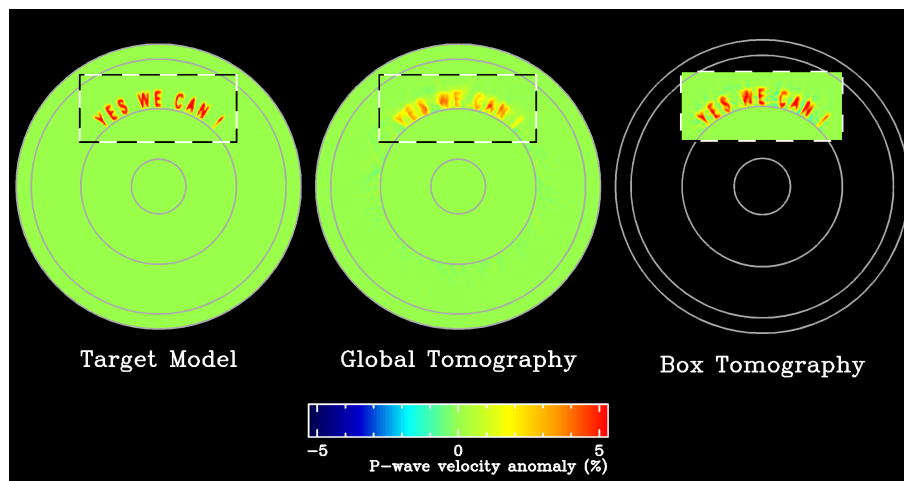 YES WE CAN !
YES WE CAN !
YES WE CAN !
Target Model
Global Tomography
Box Tomography
−5 0 5
P−wave velocity anomaly (%)